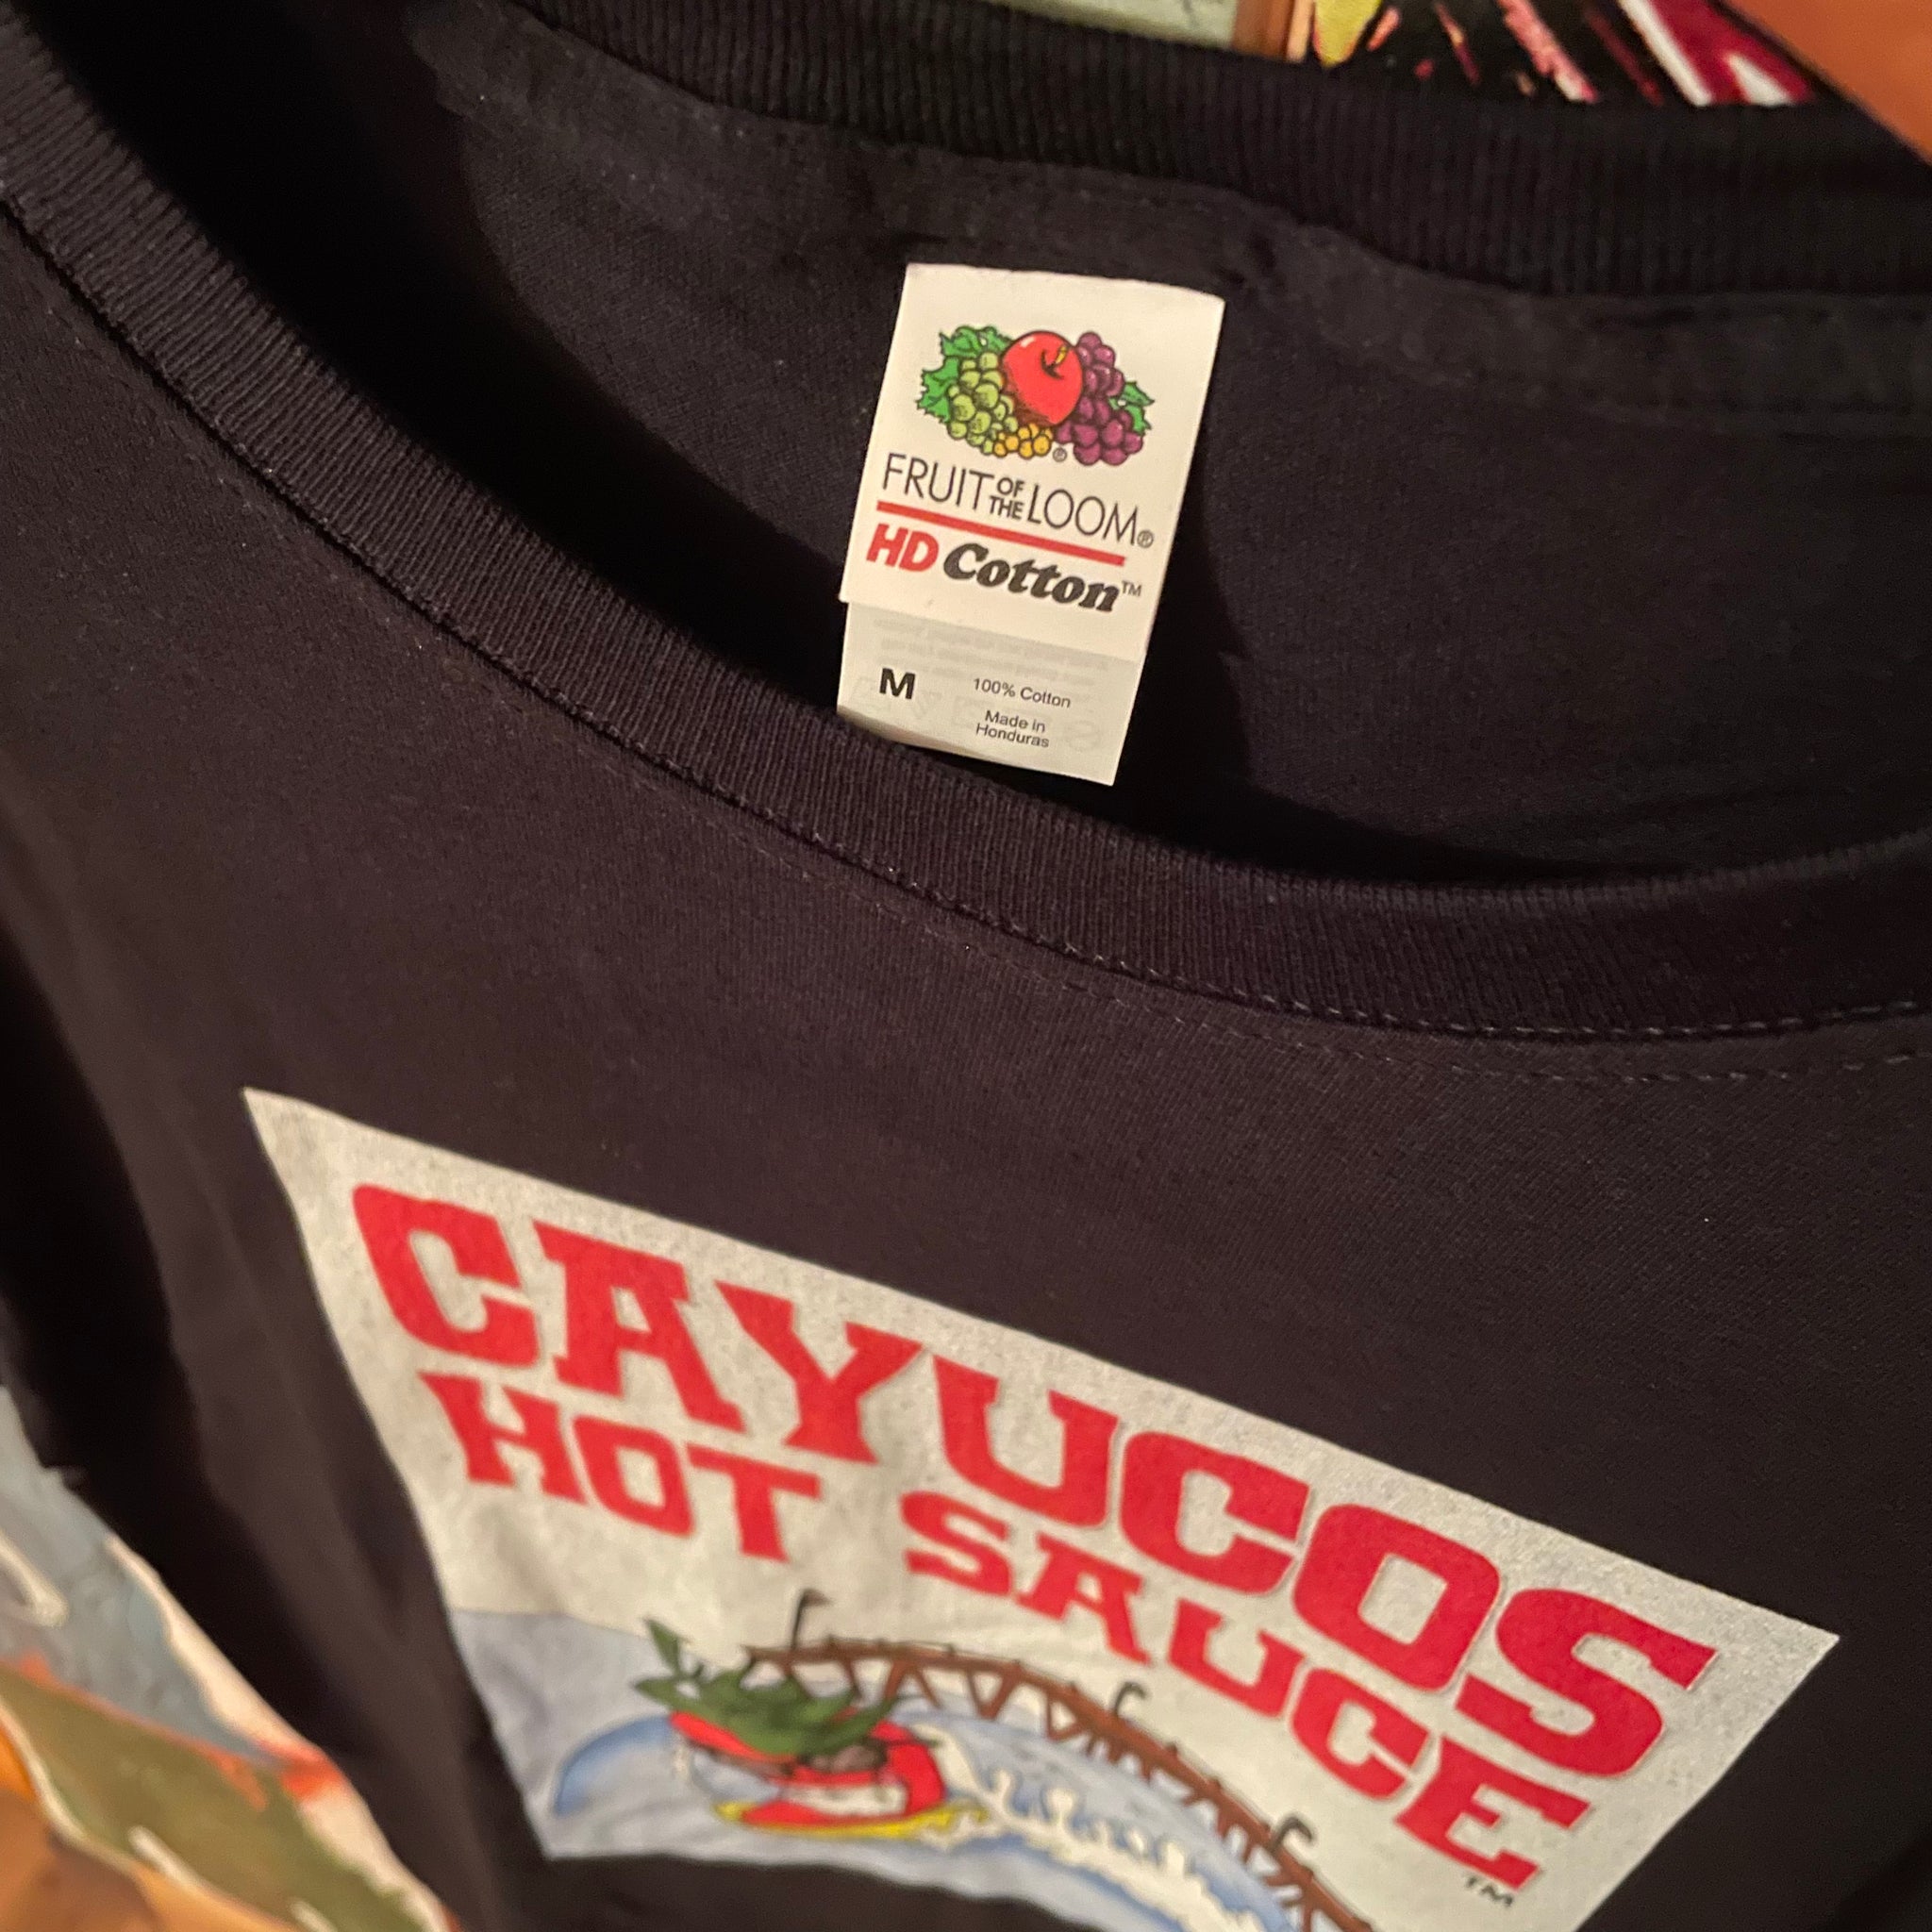 FRUIT OF THE LOOM®
HD Cotton™
M
100% Cotton
Made in
Honduras
CAYUCOS
HOT SAUCE
™